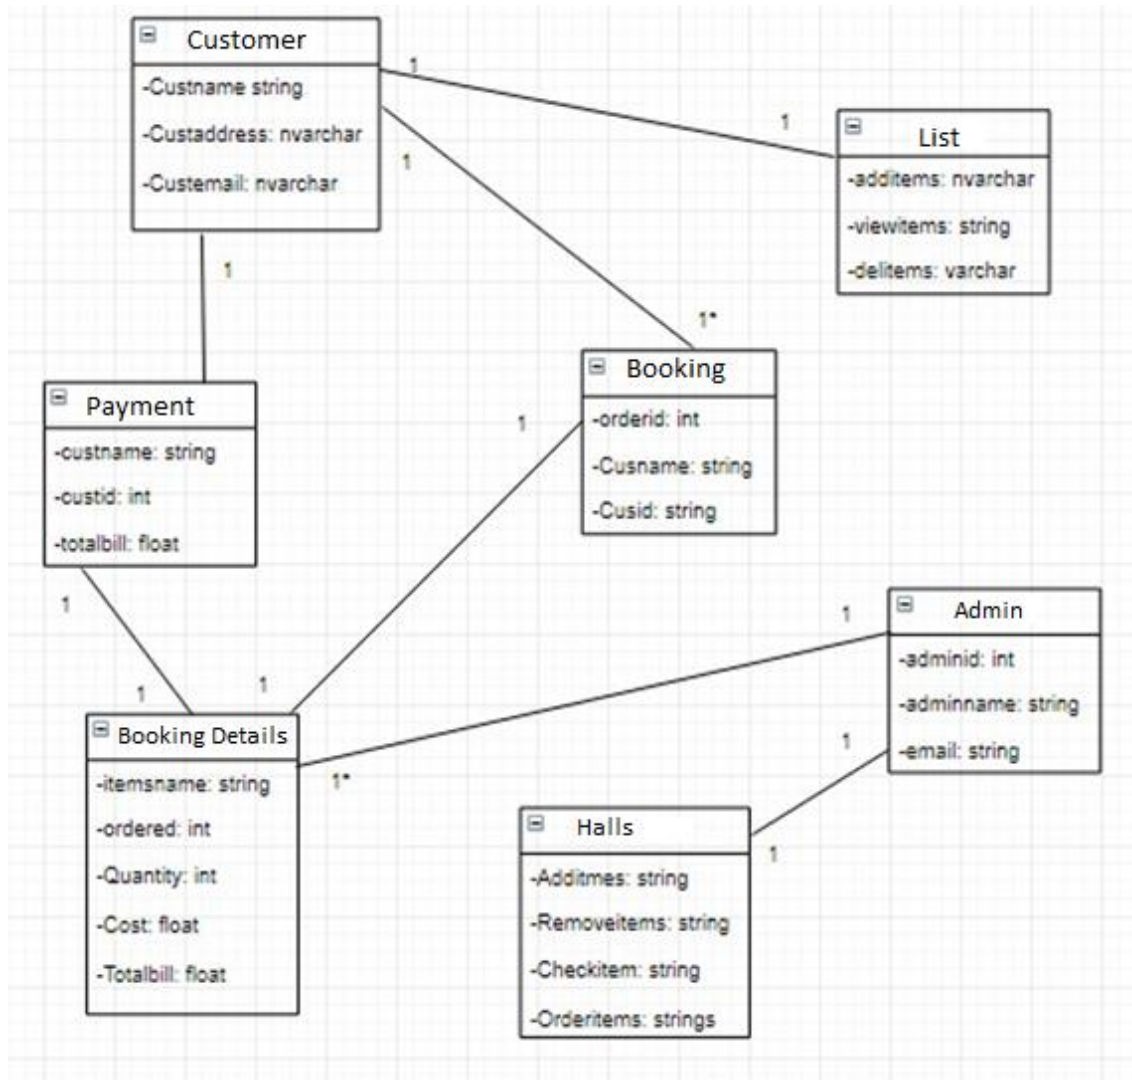 Customer
-Custname string
-Custaddress: nvarchar
-Custemail: nvarchar
1
1
List
-additems: nvarchar
-viewitems: string
-delitems: varchar
1
1*
1
Payment
-custname: string
-custid: int
-totalbill: float
Booking
-orderid: int
-Cusname: string
-Cusid: string
1
1
1
1
Booking Details
-itemsname: string
-ordered: int
-Quantity: int
-Cost: float
-Totalbill: float
1*
1
Admin
-adminid: int
-adminname: string
-email: string
1
1
Halls
-Additmes: string
-Removeitems: string
-Checkitem: string
-Orderitems: strings